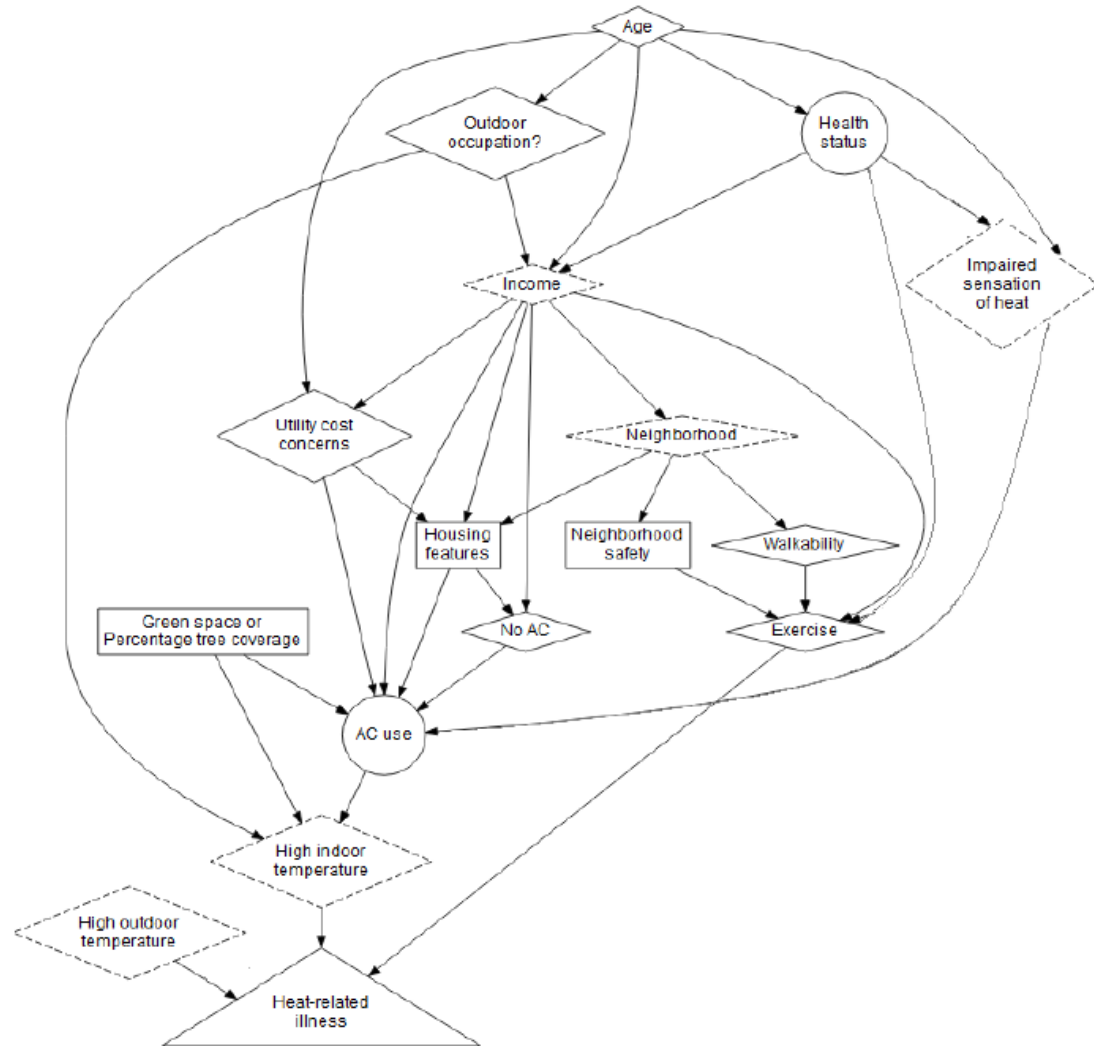 Age
Outdoor
occupation?
Health
status
Income
Impaired
sensation
of heat
Utility cost
concerns
Neighborhood
Housing
features
Neighborhood
safety
Walkability
Green space or
Percentage tree coverage
No AC
Exercise
AC use
High indoor
temperature
High outdoor
temperature
Heat-related
illness